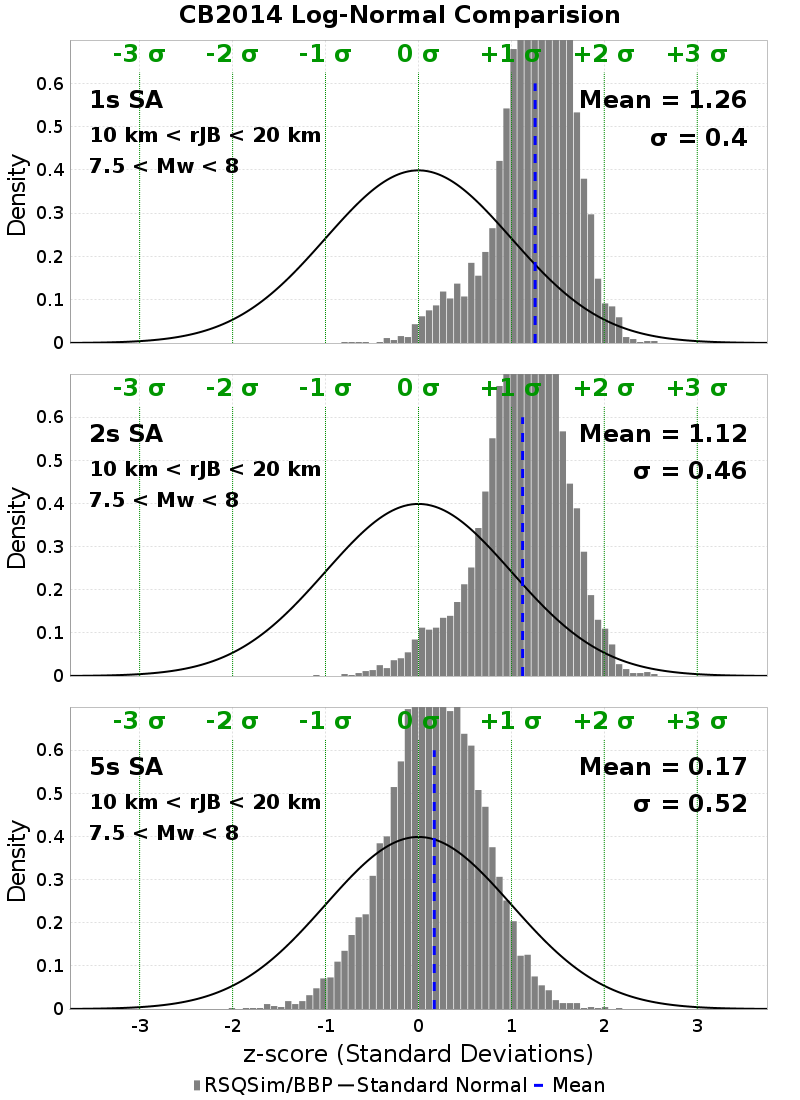 CB2014 Log-Normal Comparision
-3 σ -2 σ -1 σ 0 σ +1 σ +2 σ +3 σ
0.6
0.5
0.4
0.3
0.2
0.1
0
Density
1s SA
10 km < rJB < 20 km
7.5 < Mw < 8
Mean = 1.26
σ = 0.4
-3 σ -2 σ -1 σ 0 σ +1 σ +2 σ +3 σ
0.6
0.5
0.4
0.3
0.2
0.1
0
Density
2s SA
10 km < rJB < 20 km
7.5 < Mw < 8
Mean = 1.12
σ = 0.46
-3 σ -2 σ -1 σ 0 σ +1 σ +2 σ +3 σ
0.6
0.5
0.4
0.3
0.2
0.1
0
Density
5s SA
10 km < rJB < 20 km
7.5 < Mw < 8
Mean = 0.17
σ = 0.52
-3 -2 -1 0 1 2 3
z-score (Standard Deviations)
RSQSim/BBP Standard Normal Mean